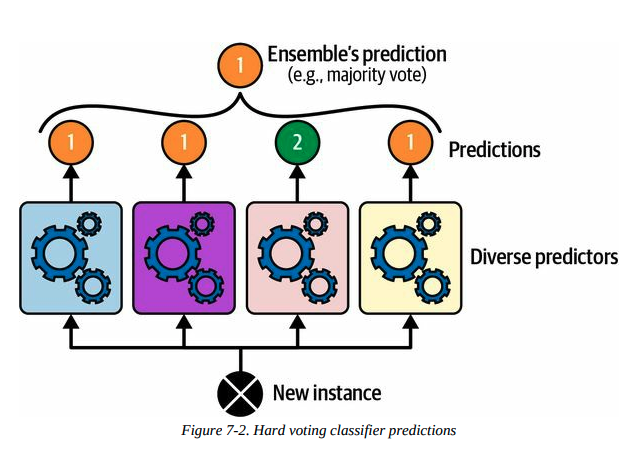 1
Ensemble's prediction
(e.g., majority vote)
1
1
2
1
Predictions
Diverse predictors
New instance
Figure 7-2. Hard voting classifier predictions